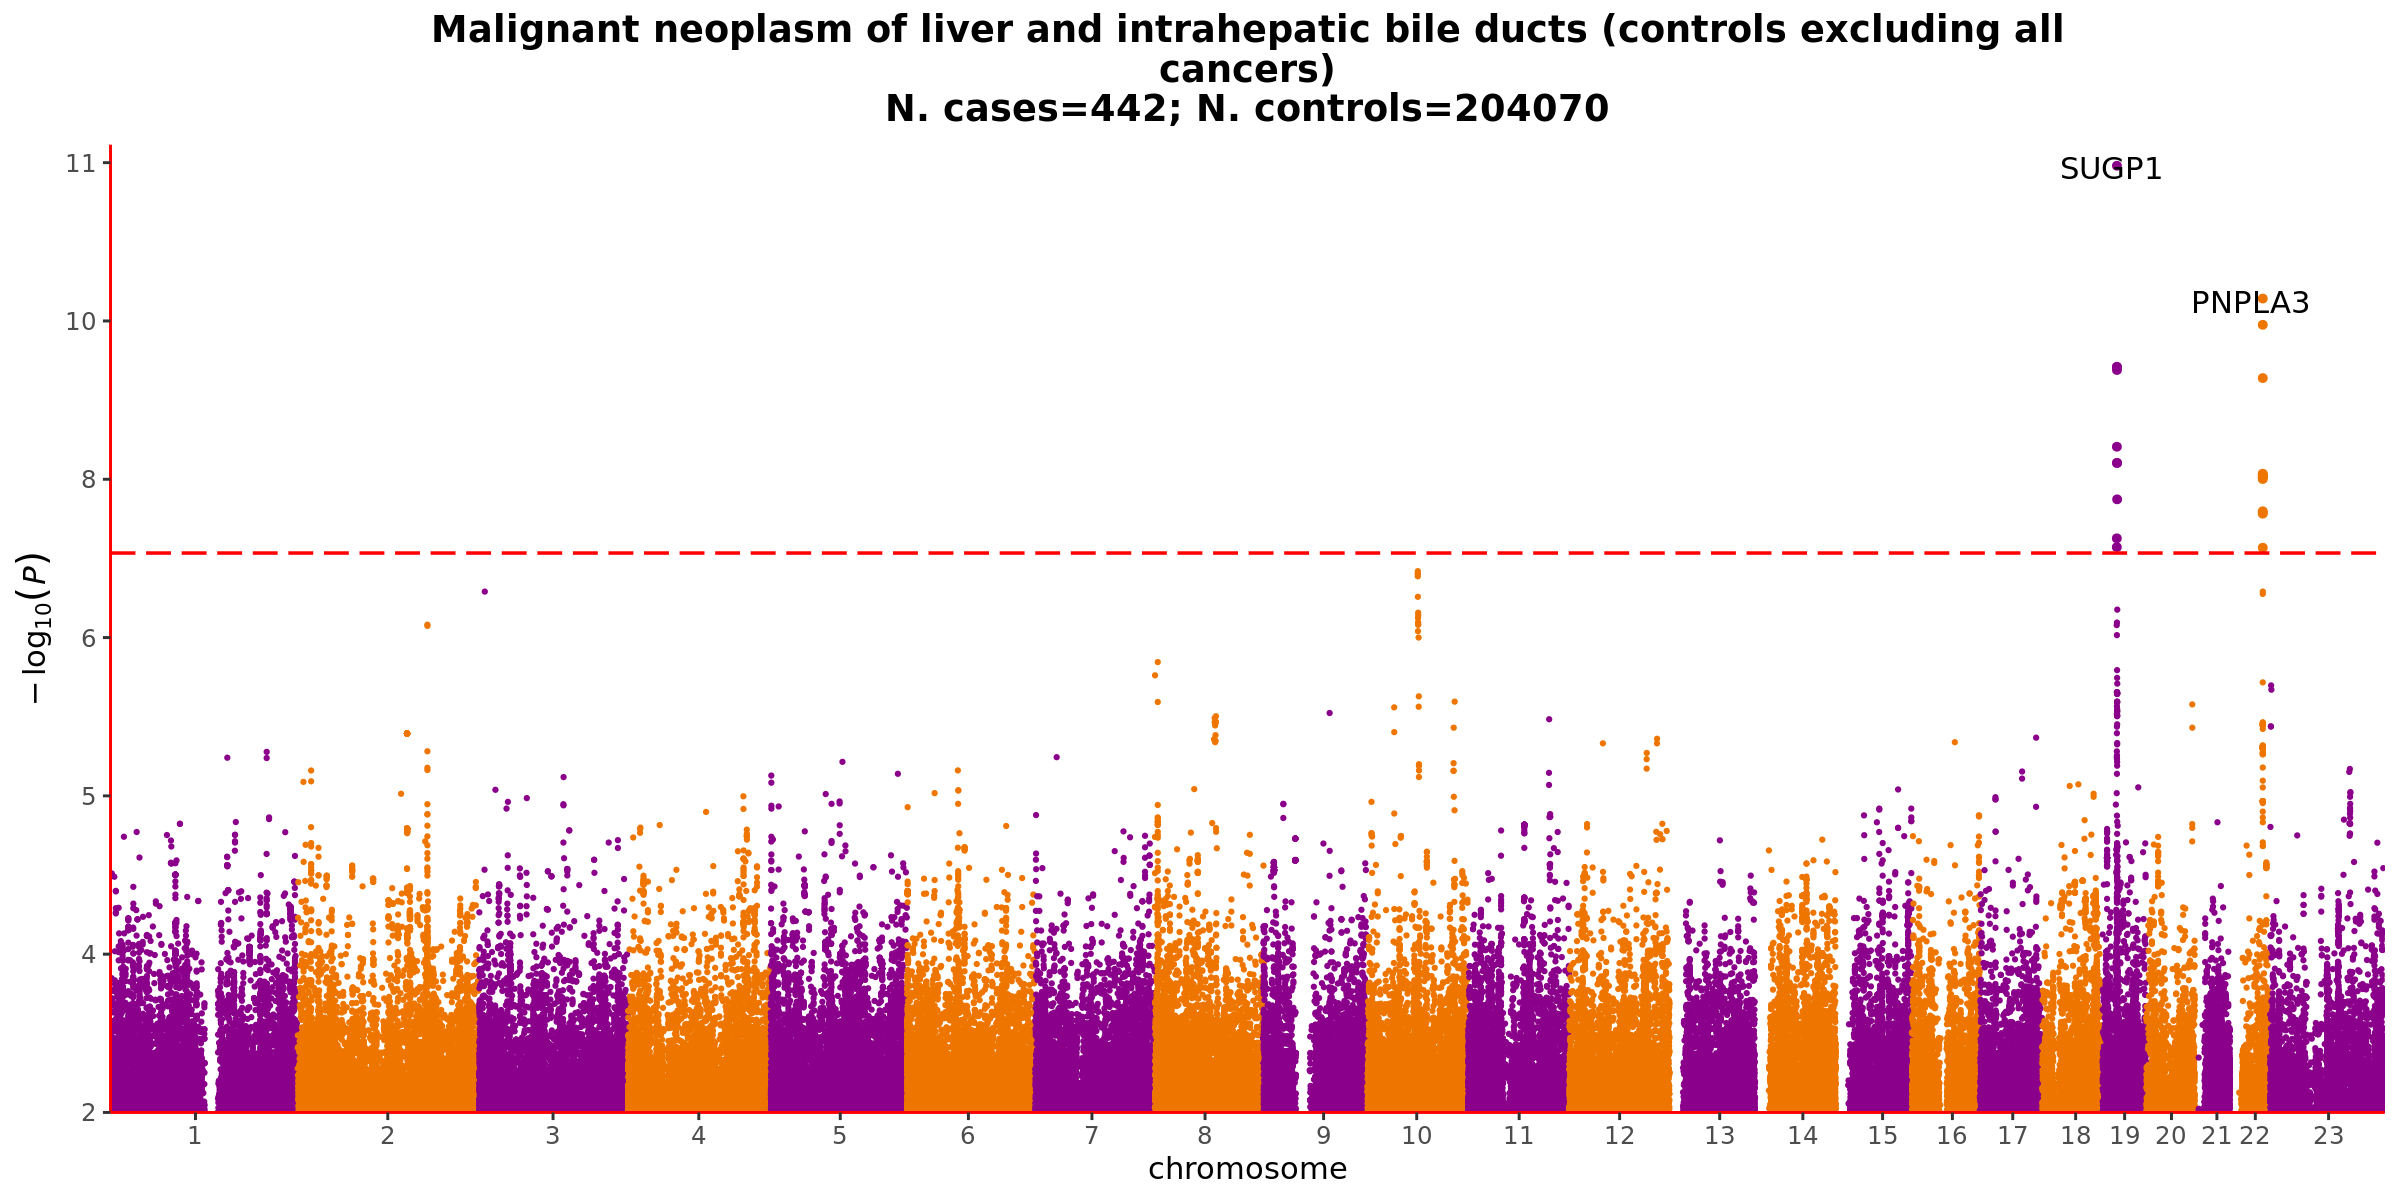 Malignant neoplasm of liver and intrahepatic bile ducts (controls excluding all
cancers)
N. cases=442; N. controls=204070
11
SUGP1
PNPLA3
10
8
6
5
4
2
−log10(P)
1 2 3 4 5 6 7 8 9 10 11 12 13 14 15 16 17 18 19 20 21 22 23
chromosome